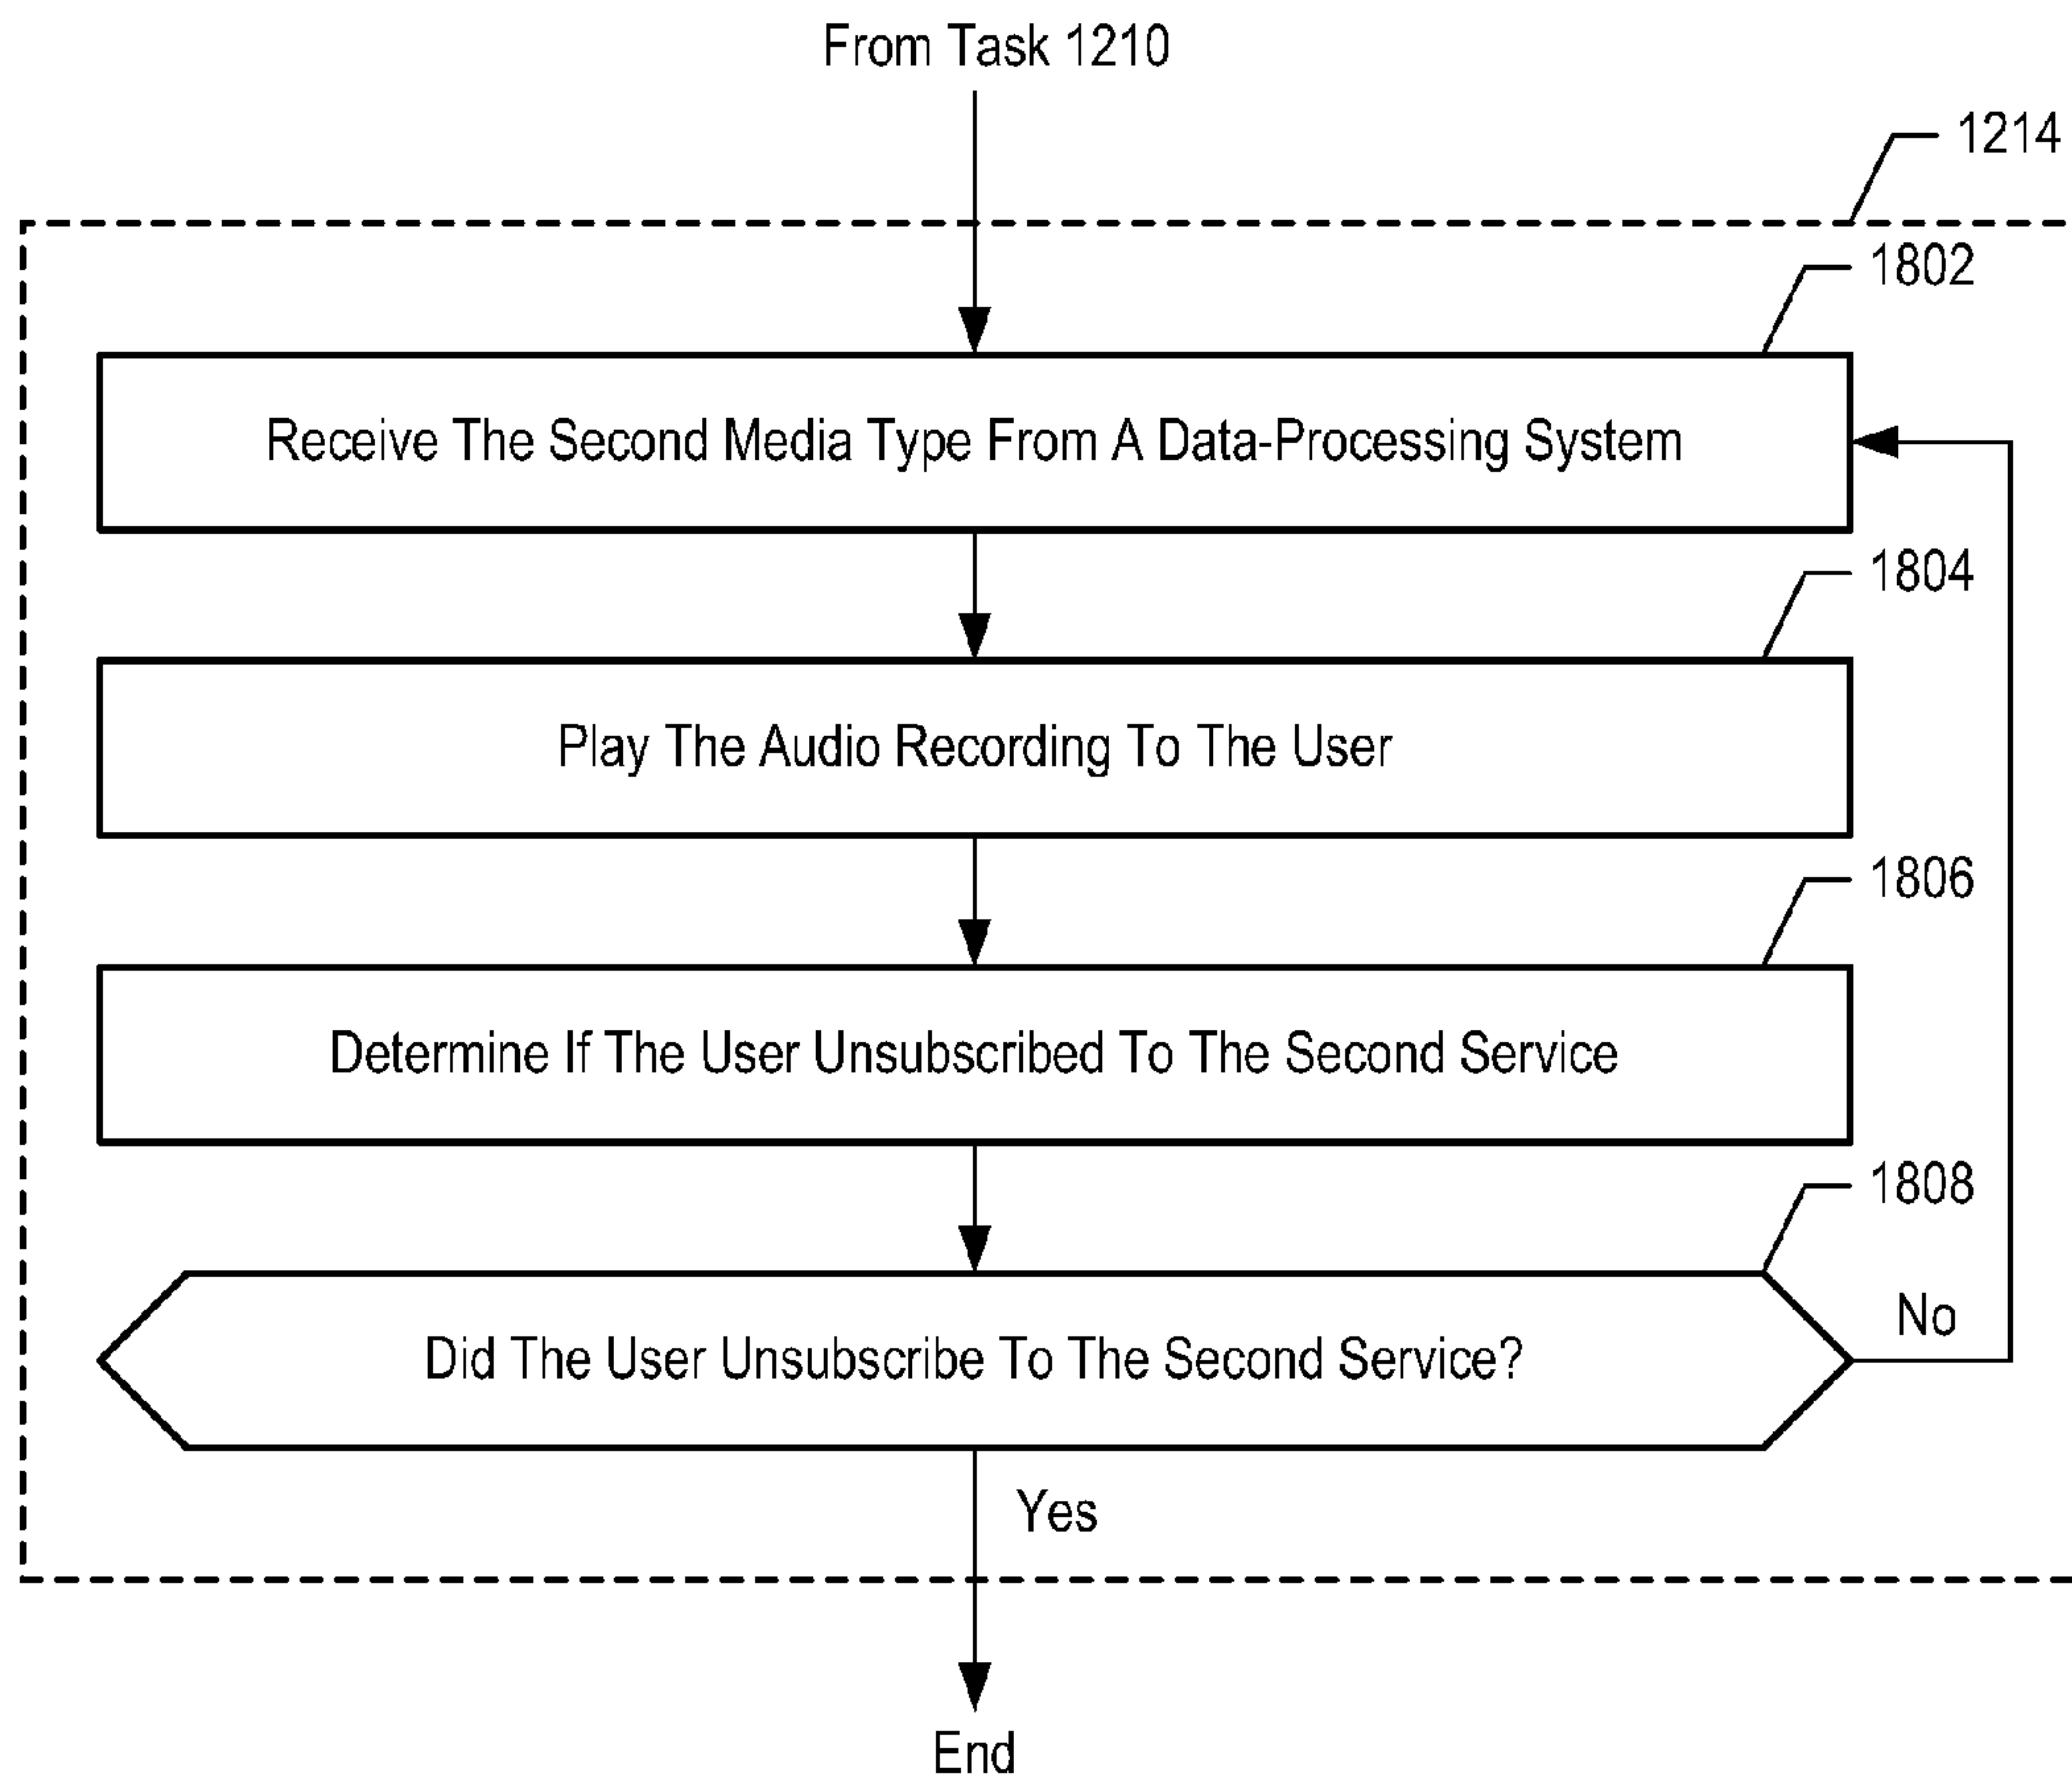 From Task 1210
1214
1802
Receive The Second Media Type From A Data-Processing System
1804
Play The Audio Recording To The User
1806
Determine If The User Unsubscribed To The Second Service
1808
Did The User Unsubscribe To The Second Service?
No
Yes
End